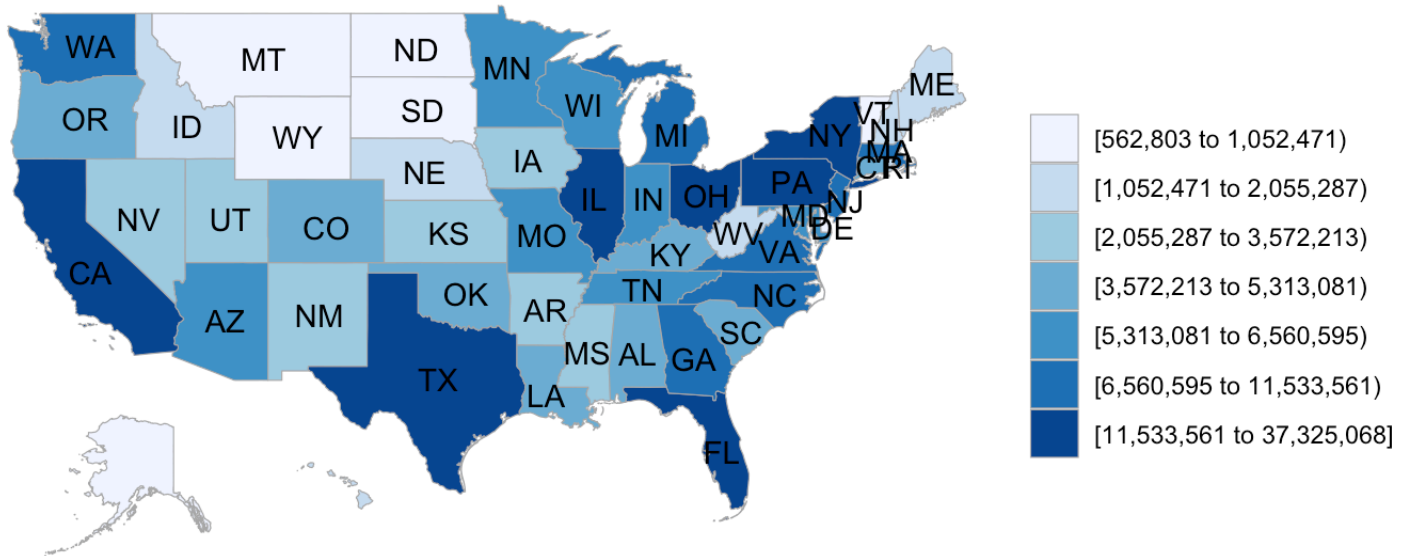 WA
MT
ND
MN
ME
OR
ID
SD
WI
VT
NH
WY
MI
NY
MA
IA
CT
RI
NE
PA
NV
UT
CO
KS
MO
IL
IN
OH
NJ
MD
DE
WV
VA
KY
CA
AZ
NM
OK
AR
TN
NC
SC
TX
LA
MS
AL
GA
FL
[562,803 to 1,052,471)
[1,052,471 to 2,055,287)
[2,055,287 to 3,572,213)
[3,572,213 to 5,313,081)
[5,313,081 to 6,560,595)
[6,560,595 to 11,533,561)
[11,533,561 to 37,325,068]